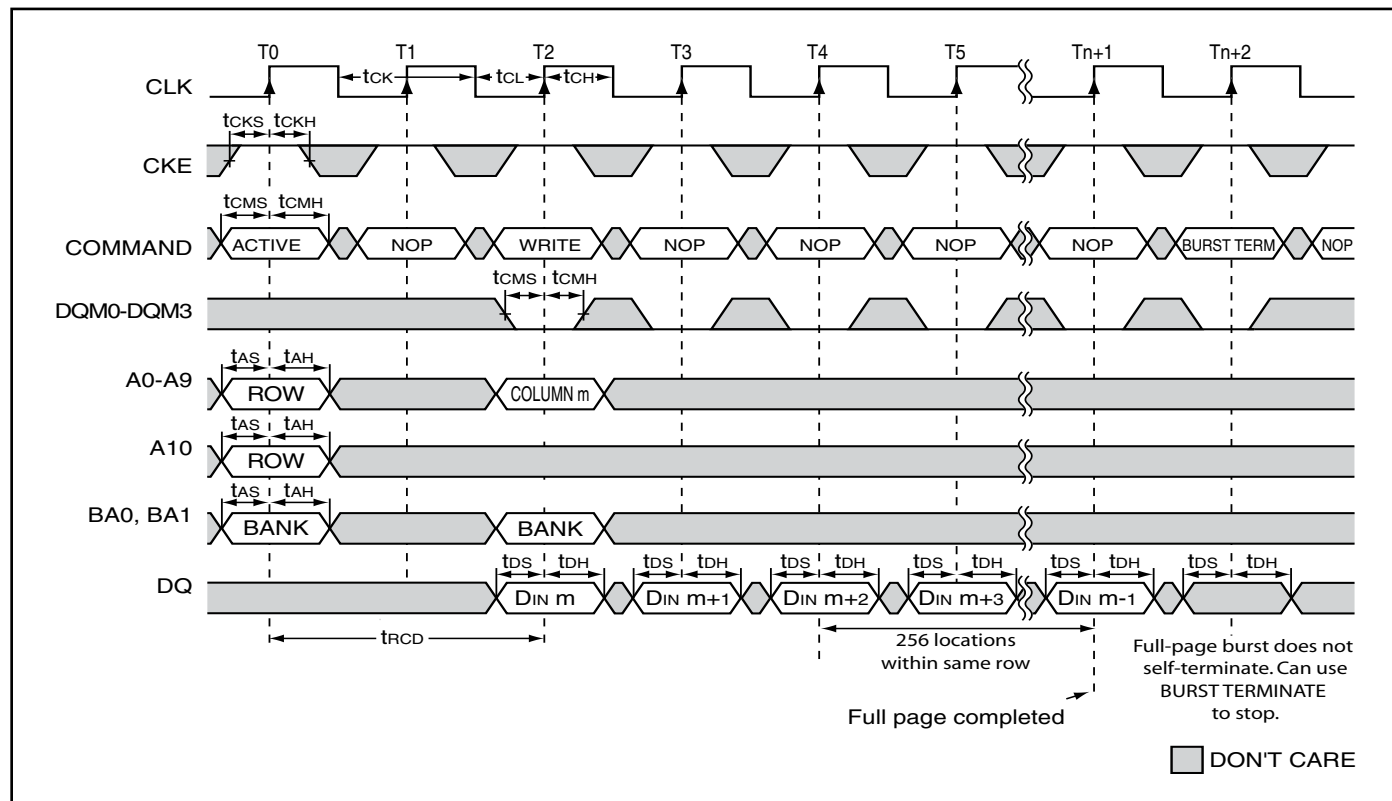 T0 T1 T2 T3 T4 T5 Tn+1 Tn+2
CLK tCK tCL tCH
tCKS tCKH
CKE
tCMS tCMH
COMMAND ACTIVE NOP WRITE NOP NOP NOP NOP BURST TERM NOP
tCMS tCMH
DQM0-DQM3
tAS tAH
A0-A9 ROW COLUMN m
tAS tAH
A10 ROW
tAS tAH
BA0, BA1 BANK BANK
tDS tDH tDS tDH tDS tDH tDS tDH tDS tDH tDS tDH
DQ DIN m DIN m+1 DIN m+2 DIN m+3 DIN m-1
tRCD
256 locations
within same row
Full page completed
Full-page burst does not
self-terminate. Can use
BURST TERMINATE
to stop.
DON'T CARE